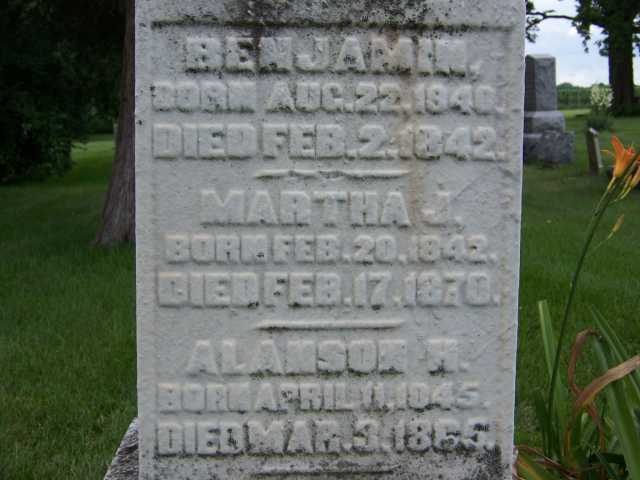 BENJAMIN,
BORN AUG. 22. 1840.
DIED FEB. 2. 1842.
MARTHA J.
BORN FEB. 20. 1842.
DIED FEB. 17. 1870.
ALANSON H.
BORN APRIL 11. 1845.
DIED MAR. 3. 1865.